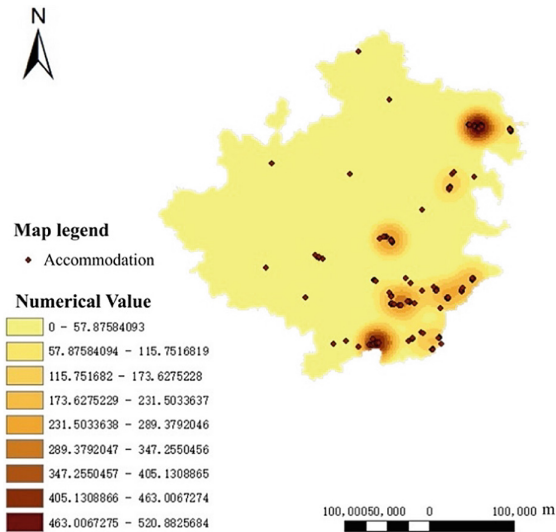 N
Map legend
Accommodation
Numerical Value
0 - 57.87584093
57.87584094 - 115.7516819
115.751682 - 173.6275228
173.6275229 - 231.5033637
231.5033638 - 289.3792046
289.3792047 - 347.2550456
347.2550457 - 405.1308865
405.1308866 - 463.0067274
463.0067275 - 520.8825684
100,00050,000 0 100,000 m